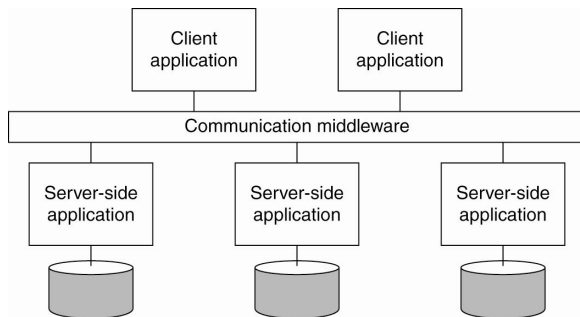 Client
application
Client
application
Communication middleware
Server-side
application
Server-side
application
Server-side
application